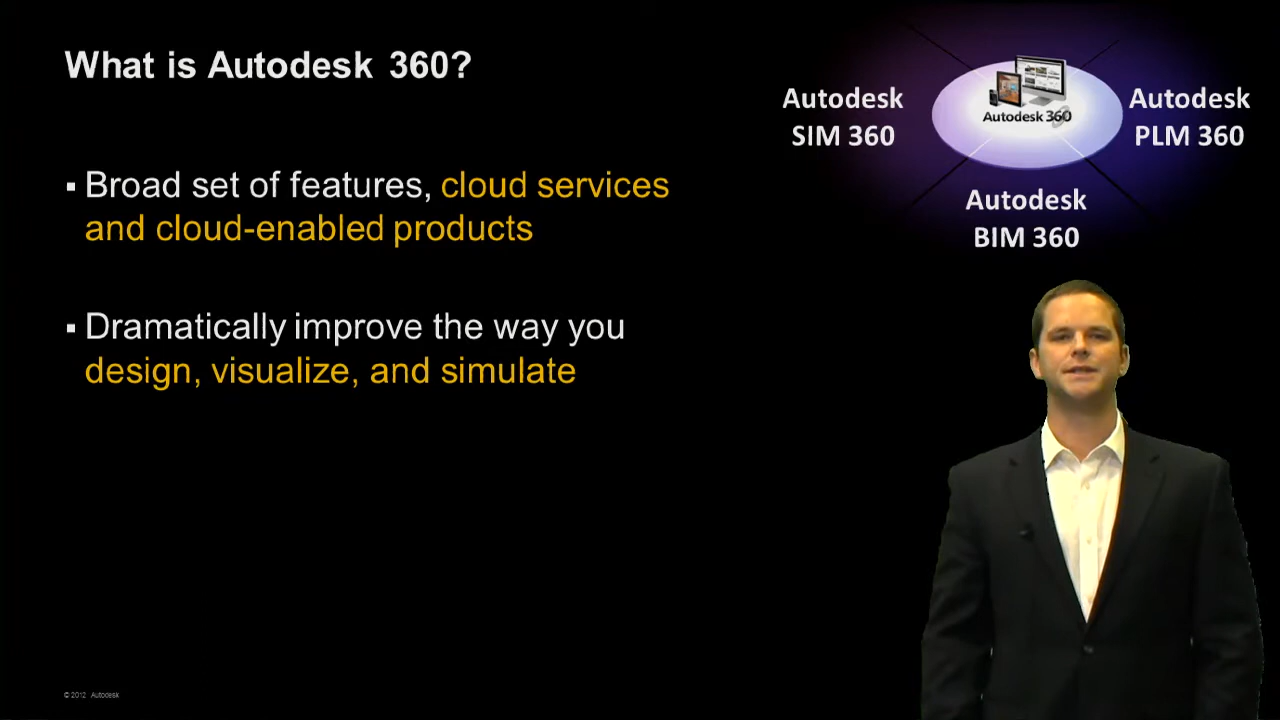 What is Autodesk 360?
Autodesk
SIM 360
Autodesk 360
Autodesk
PLM 360
Autodesk
BIM 360
▪ Broad set of features, cloud services
and cloud-enabled products
▪ Dramatically improve the way you
design, visualize, and simulate
© 2012 Autodesk